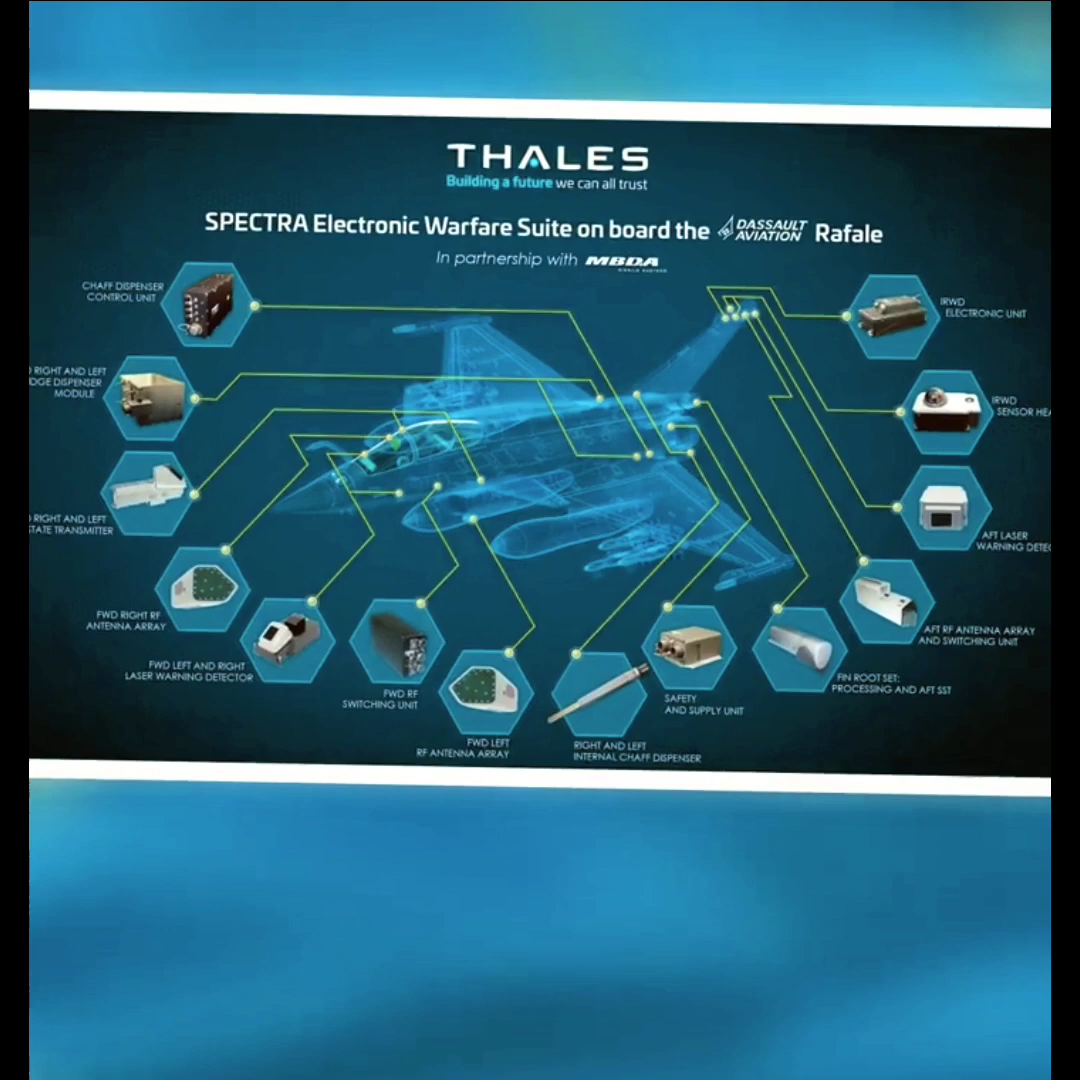 THALES
Building a future we can all trust
SPECTRA Electronic Warfare Suite on board the DASSAULT AVIATION Rafale
In partnership with MBDA
CHAFF DISPENSER
CONTROL UNIT
RIGHT AND LEFT
DISPENSER
MODULE
RIGHT AND LEFT
STATE TRANSMITTER
FWD RIGHT RF
ANTENNA ARRAY
FWD LEFT AND RIGHT
LASER WARNING DETECTOR
FWD RF
SWITCHING UNIT
FWD LEFT
RF ANTENNA ARRAY
RIGHT AND LEFT
INTERNAL CHAFF DISPENSER
SAFETY
AND SUPPLY UNIT
FIN ROOT SET:
PROCESSING AND AFT SST
AFT RF ANTENNA ARRAY
AND SWITCHING UNIT
AFT LASER
WARNING
IRWD
SENSOR
IRWD
ELECTRONIC UNIT